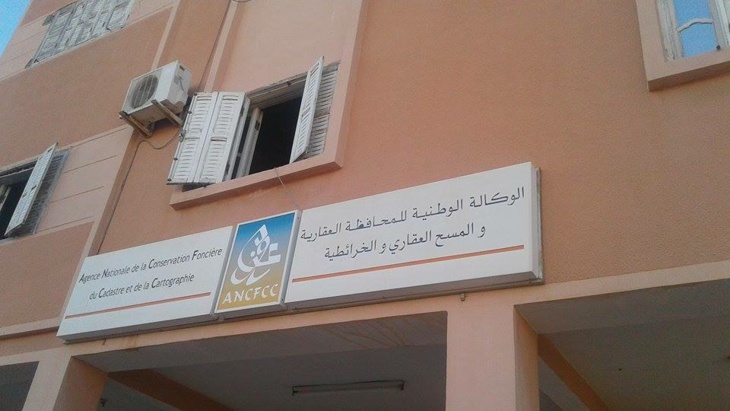 الوكالة الوطنية للمحافظة العقارية
و المسح العقاري و الخرائطية
Agence Nationale de la Conservation Foncière
du Cadastre et de la Cartographie
ANCFCC